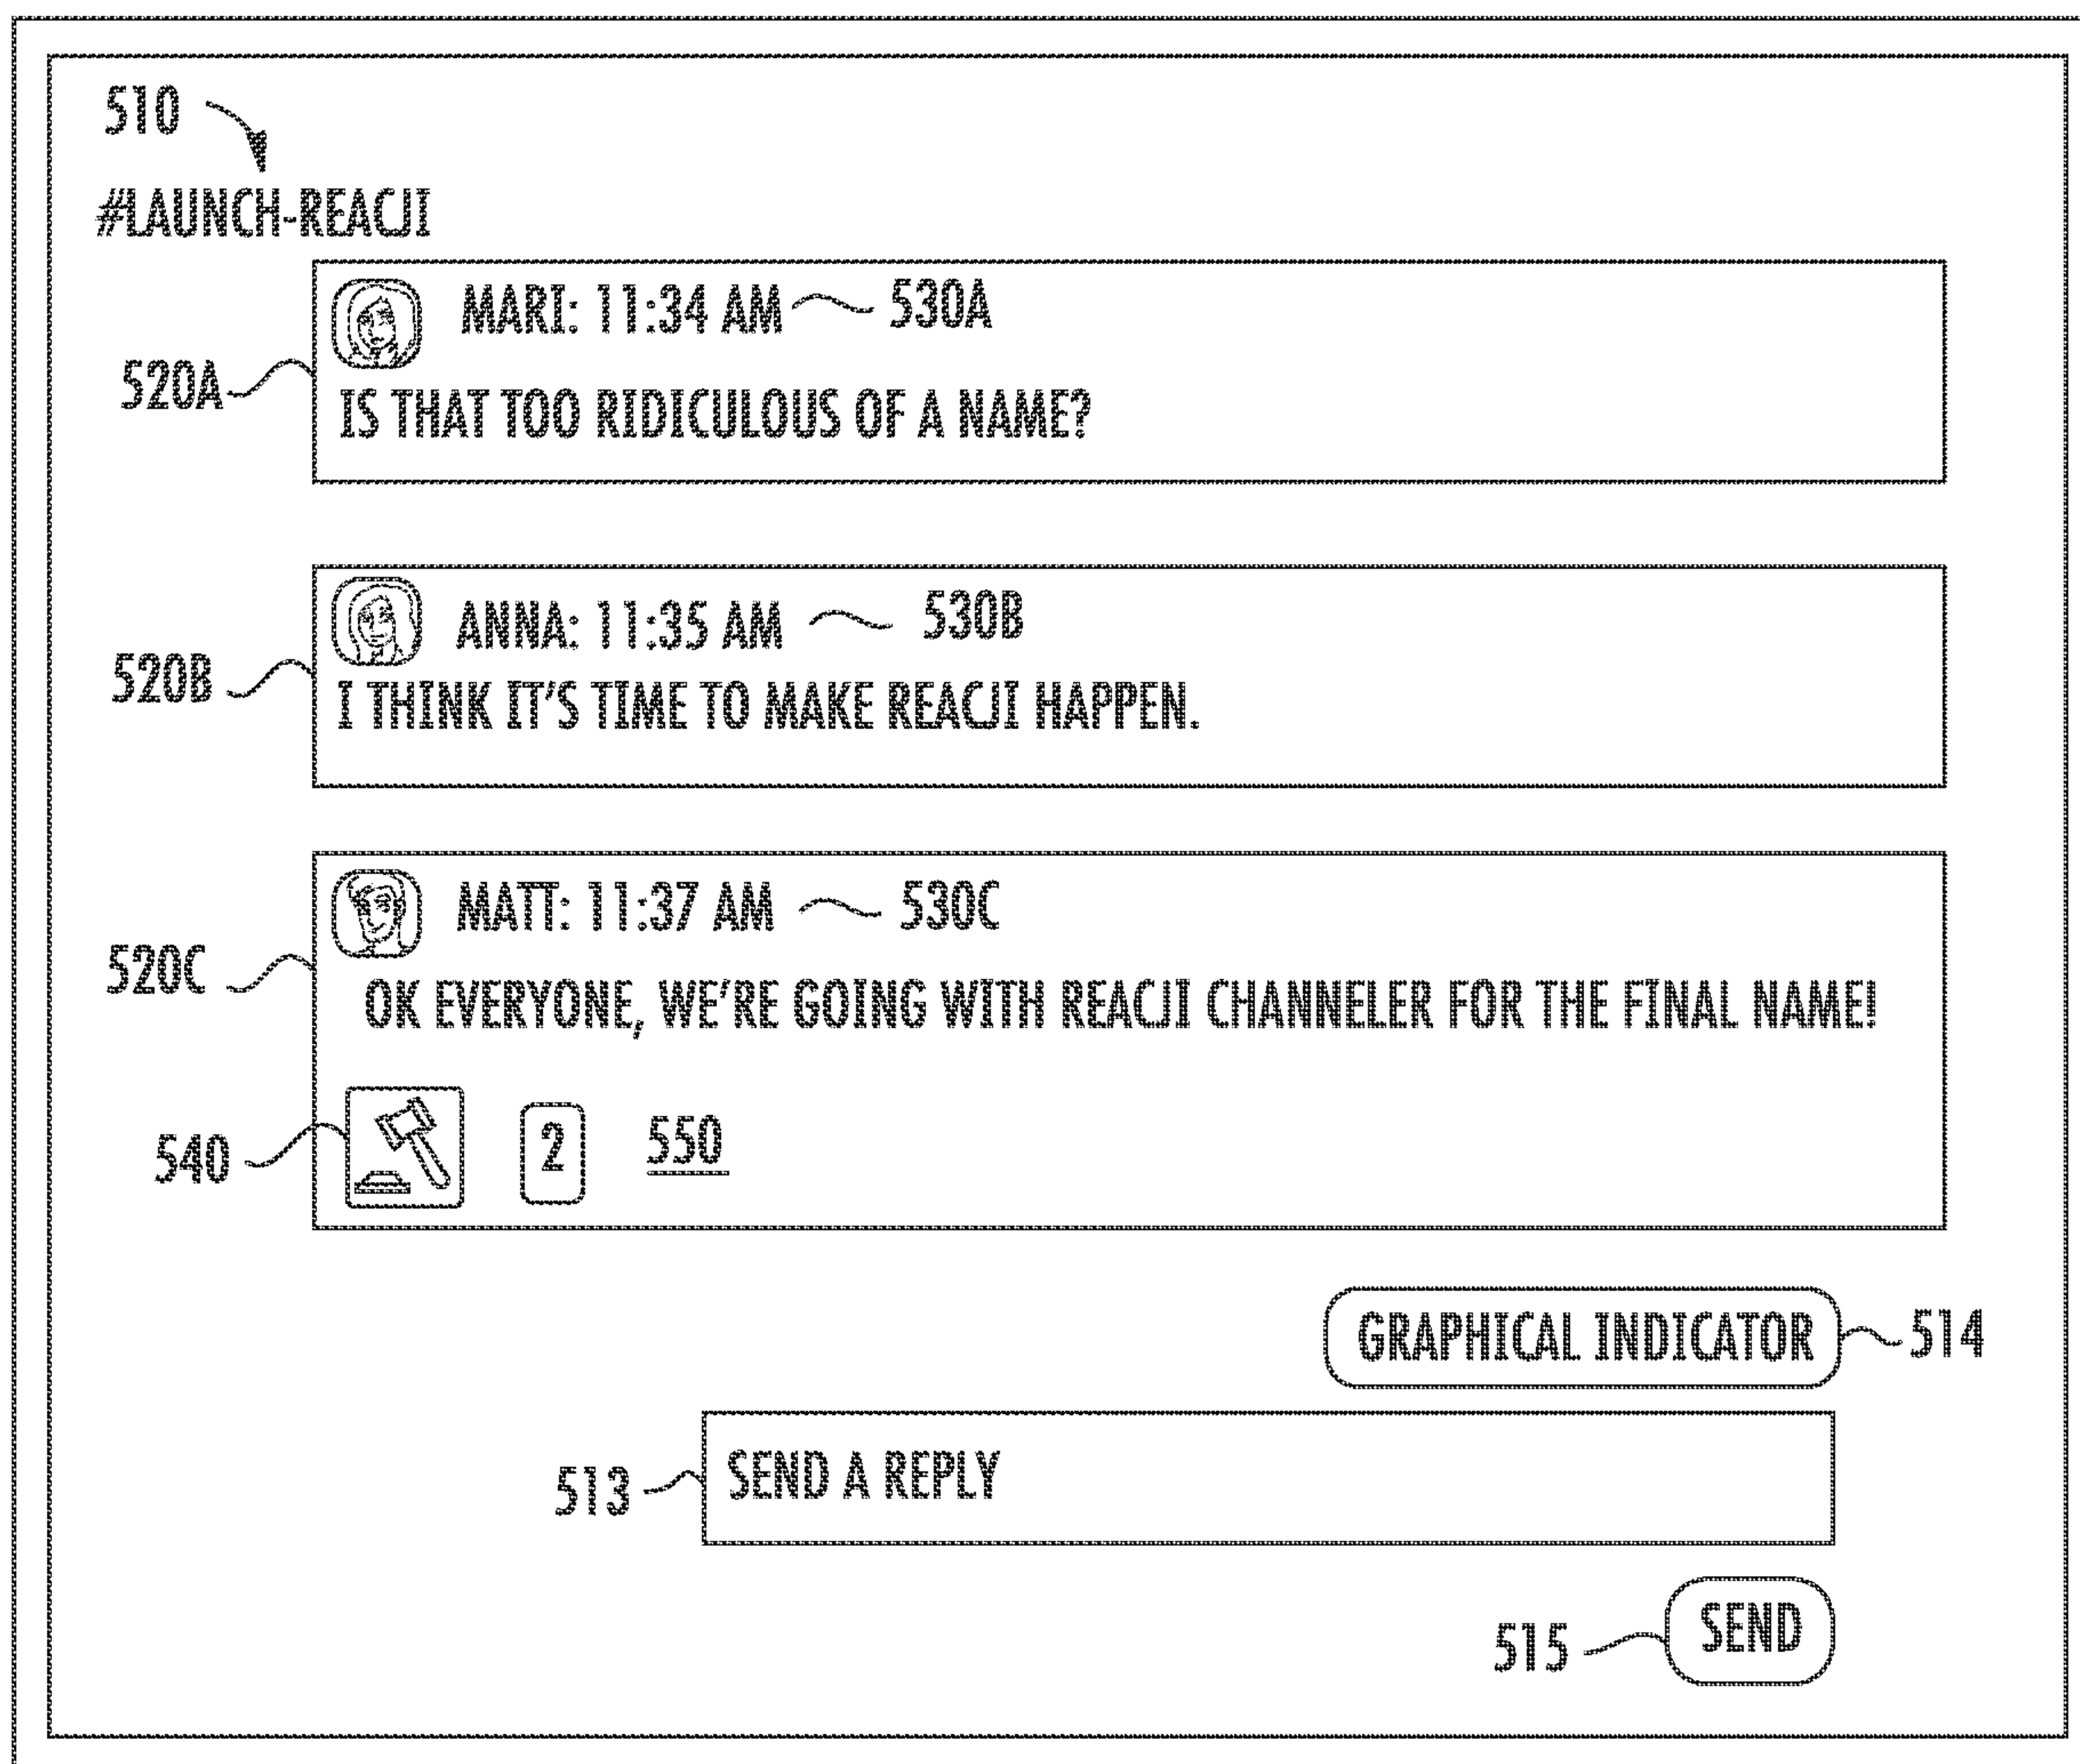 510
#LAUNCH-REACJI
MARI: 11:34 AM 530A
520A
IS THAT TOO RIDICULOUS OF A NAME?
ANNA: 11:35 AM 530B
520B
I THINK IT'S TIME TO MAKE REACJI HAPPEN.
MATT: 11:37 AM 530C
520C
OK EVERYONE, WE'RE GOING WITH REACJI CHANNELER FOR THE FINAL NAME!
540 2 550
GRAPHICAL INDICATOR 514
513 SEND A REPLY
515 SEND